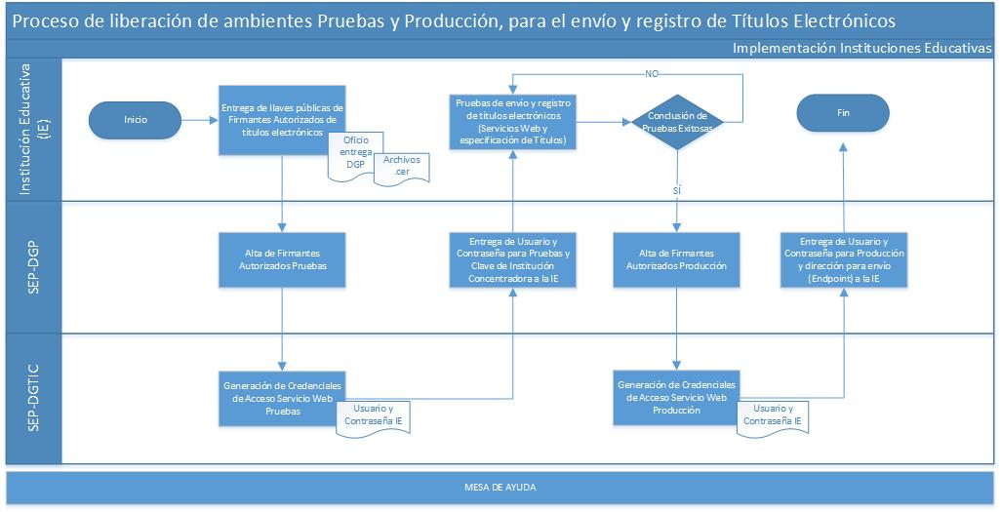 Proceso de liberación de ambientes Pruebas y Producción, para el envío y registro de Títulos Electrónicos
Implementación Instituciones Educativas
Institución Educativa
(IE)
Inicio
Entrega de llaves públicas de
Firmantes Autorizados de
títulos electrónicos
Oficio
entrega
DGP
Archivos
.cer
Pruebas de envío y registro
de títulos electrónicos
(Servicios Web y
especificación de Títulos)
NO
Conclusión de
Pruebas Exitosas
SÍ
Fin
SEP-DGP
Alta de Firmantes
Autorizados Pruebas
Entrega de Usuario y
Contraseña para Pruebas y
Clave de Institución
Concentradora a la IE
Alta de Firmantes
Autorizados Producción
Entrega de Usuario y
Contraseña para Producción
y dirección para envío
(Endpoint) a la IE
SEP-DGTIC
Generación de Credenciales
de Acceso Servicio Web
Pruebas
Usuario y
Contraseña IE
Generación de Credenciales
de Acceso Servicio Web
Producción
Usuario y
Contraseña IE
MESA DE AYUDA